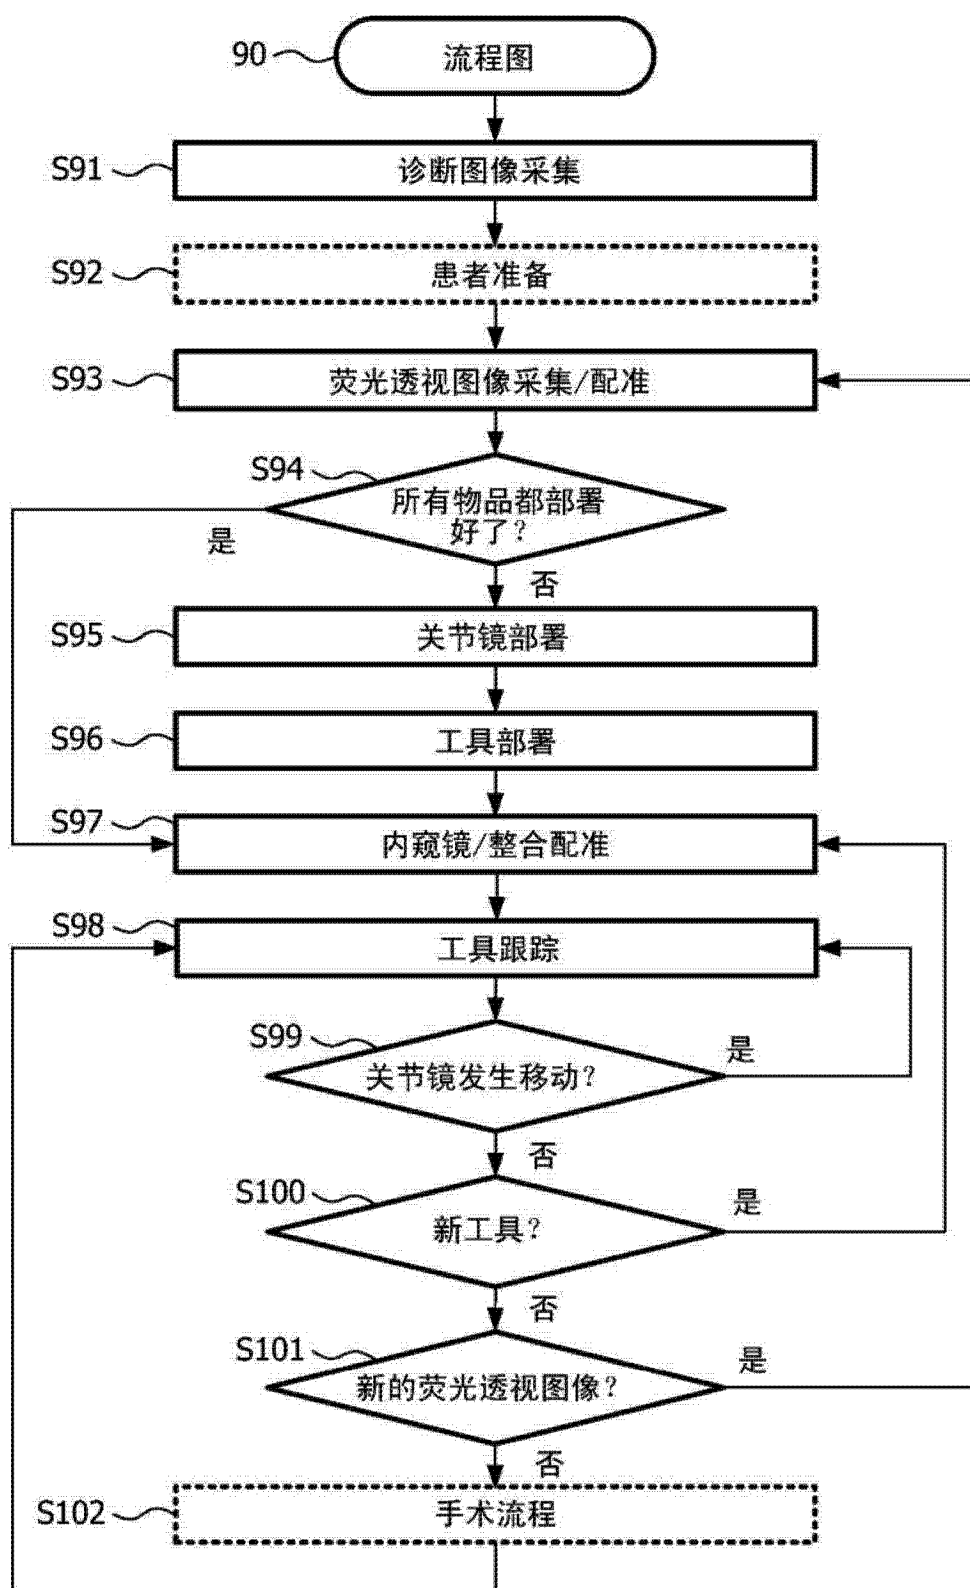 90
流程图
S91
诊断图像采集
S92
患者准备
S93
荧光透视图像采集/配准
S94
所有物品都部署
好了？
是
否
S95
关节镜部署
S96
工具部署
S97
内窥镜/整合配准
S98
工具跟踪
S99
关节镜发生移动？
是
否
S100
新工具？
是
否
S101
新的荧光透视图像？
是
否
S102
手术流程